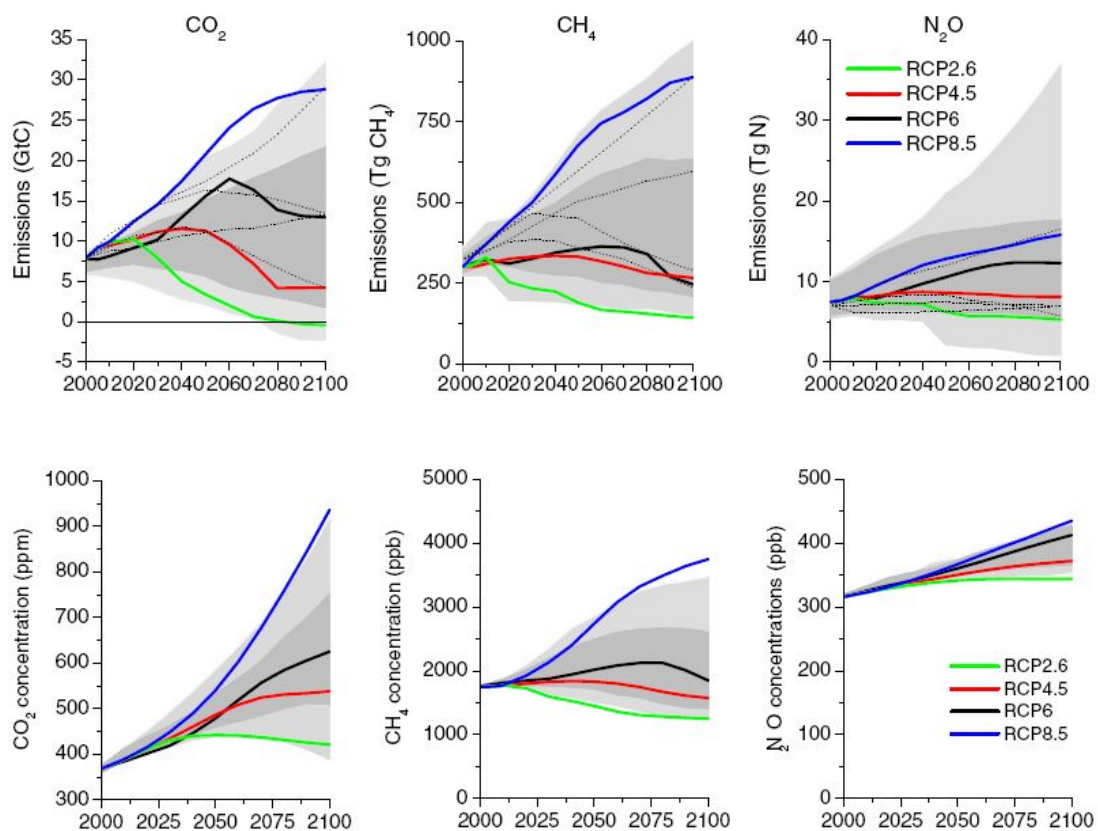 CO2
35
30
25
20
15
10
5
0
-5
Emissions (GtC)
2000 2020 2040 2060 2080 2100
CH4
1000
750
500
250
0
Emissions (Tg CH4)
2000 2020 2040 2060 2080 2100
N2O
40
30
20
10
0
Emissions (Tg N)
RCP2.6
RCP4.5
RCP6
RCP8.5
2000 2020 2040 2060 2080 2100
1000
900
800
700
600
500
400
300
CO2 concentration (ppm)
2000 2025 2050 2075 2100
5000
4000
3000
2000
1000
0
CH4 concentration (ppb)
2000 2025 2050 2075 2100
500
400
300
200
100
0
N2O concentrations (ppb)
RCP2.6
RCP4.5
RCP6
RCP8.5
2000 2025 2050 2075 2100